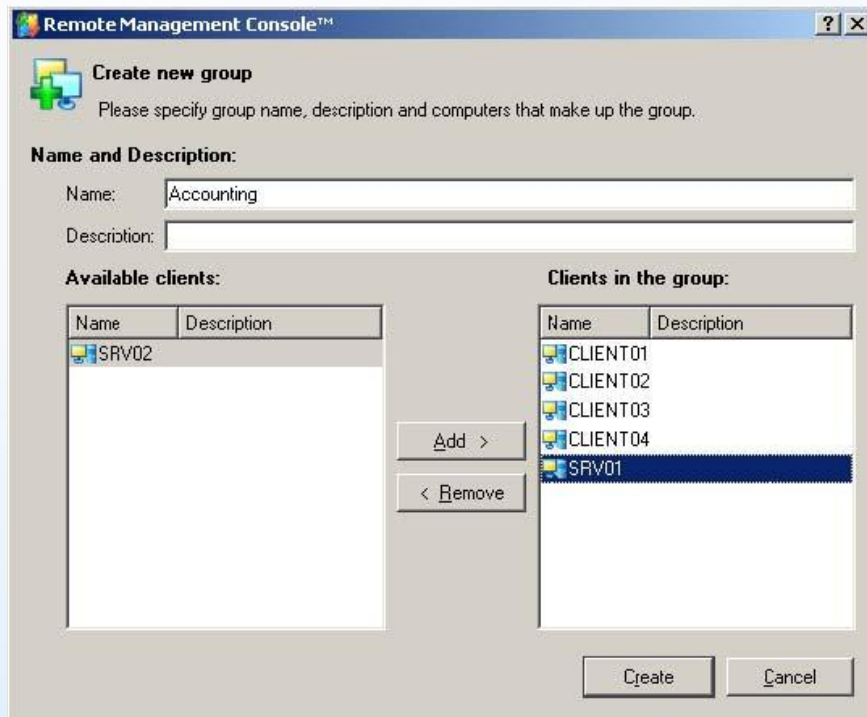 Remote Management Console™
Create new group
Please specify group name, description and computers that make up the group.
Name and Description:
Name: Accounting
Description:
Available clients:
Name Description
SRV02
Add >
< Remove
Clients in the group:
Name Description
CLIENT01
CLIENT02
CLIENT03
CLIENT04
SRV01
Create Cancel